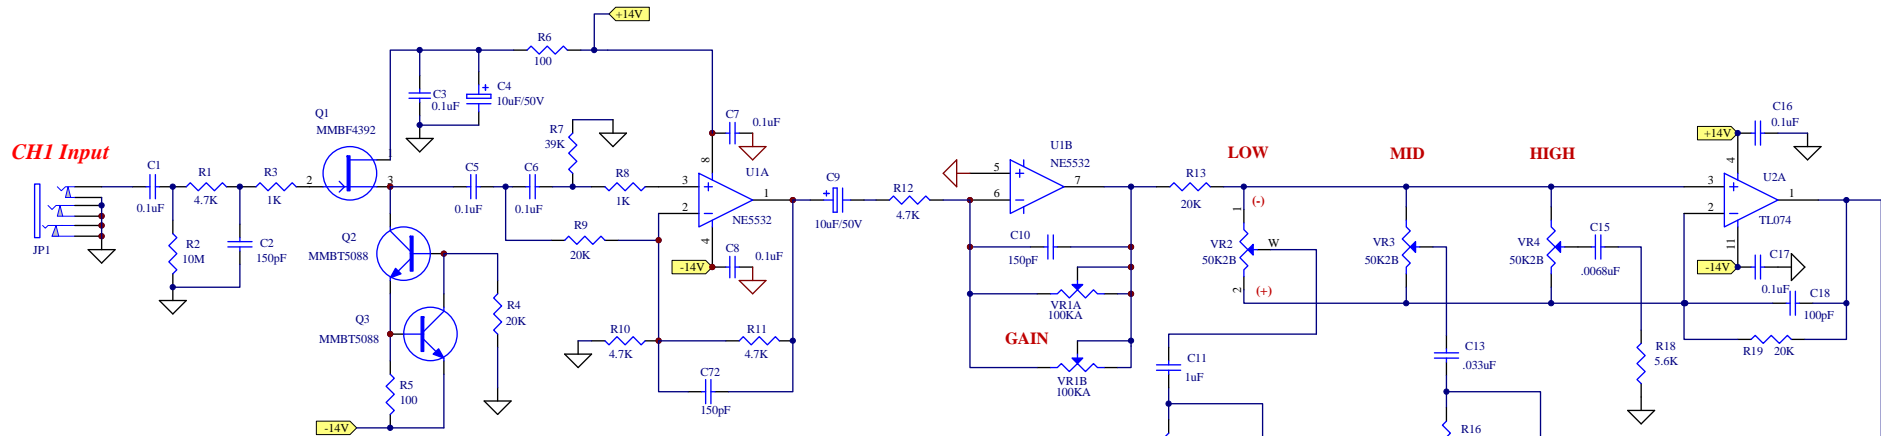 +14V
R6
100
C3
0.1uF
C4
10uF/50V
+
Q1
MMBF4392
R7
39K
C7
0.1uF
8
U1A
CH1 Input
C1
0.1uF
R1
4.7K
R3
1K
2
3
C5
0.1uF
C6
0.1uF
R8
1K
3
2
+
−
1
NE5532
4
C8
0.1uF
-14V
JP1
R2
10M
C2
150pF
Q2
MMBT5088
R9
20K
Q3
MMBT5088
R4
20K
R5
100
-14V
R10
4.7K
R11
4.7K
C72
150pF
C9
+
10uF/50V
R12
4.7K
U1B
NE5532
5
6
+
−
7
C10
150pF
VR1A
100KA
GAIN
VR1B
100KA
R13
20K
LOW
(-)
1
VR2
50K2B
W
2
(+)
C11
1uF
MID
VR3
50K2B
C13
.033uF
R16
HIGH
VR4
50K2B
C15
.0068uF
R18
5.6K
C16
0.1uF
+14V
4
U2A
3
2
+
−
1
TL074
11
-14V
C17
0.1uF
C18
100pF
R19
20K